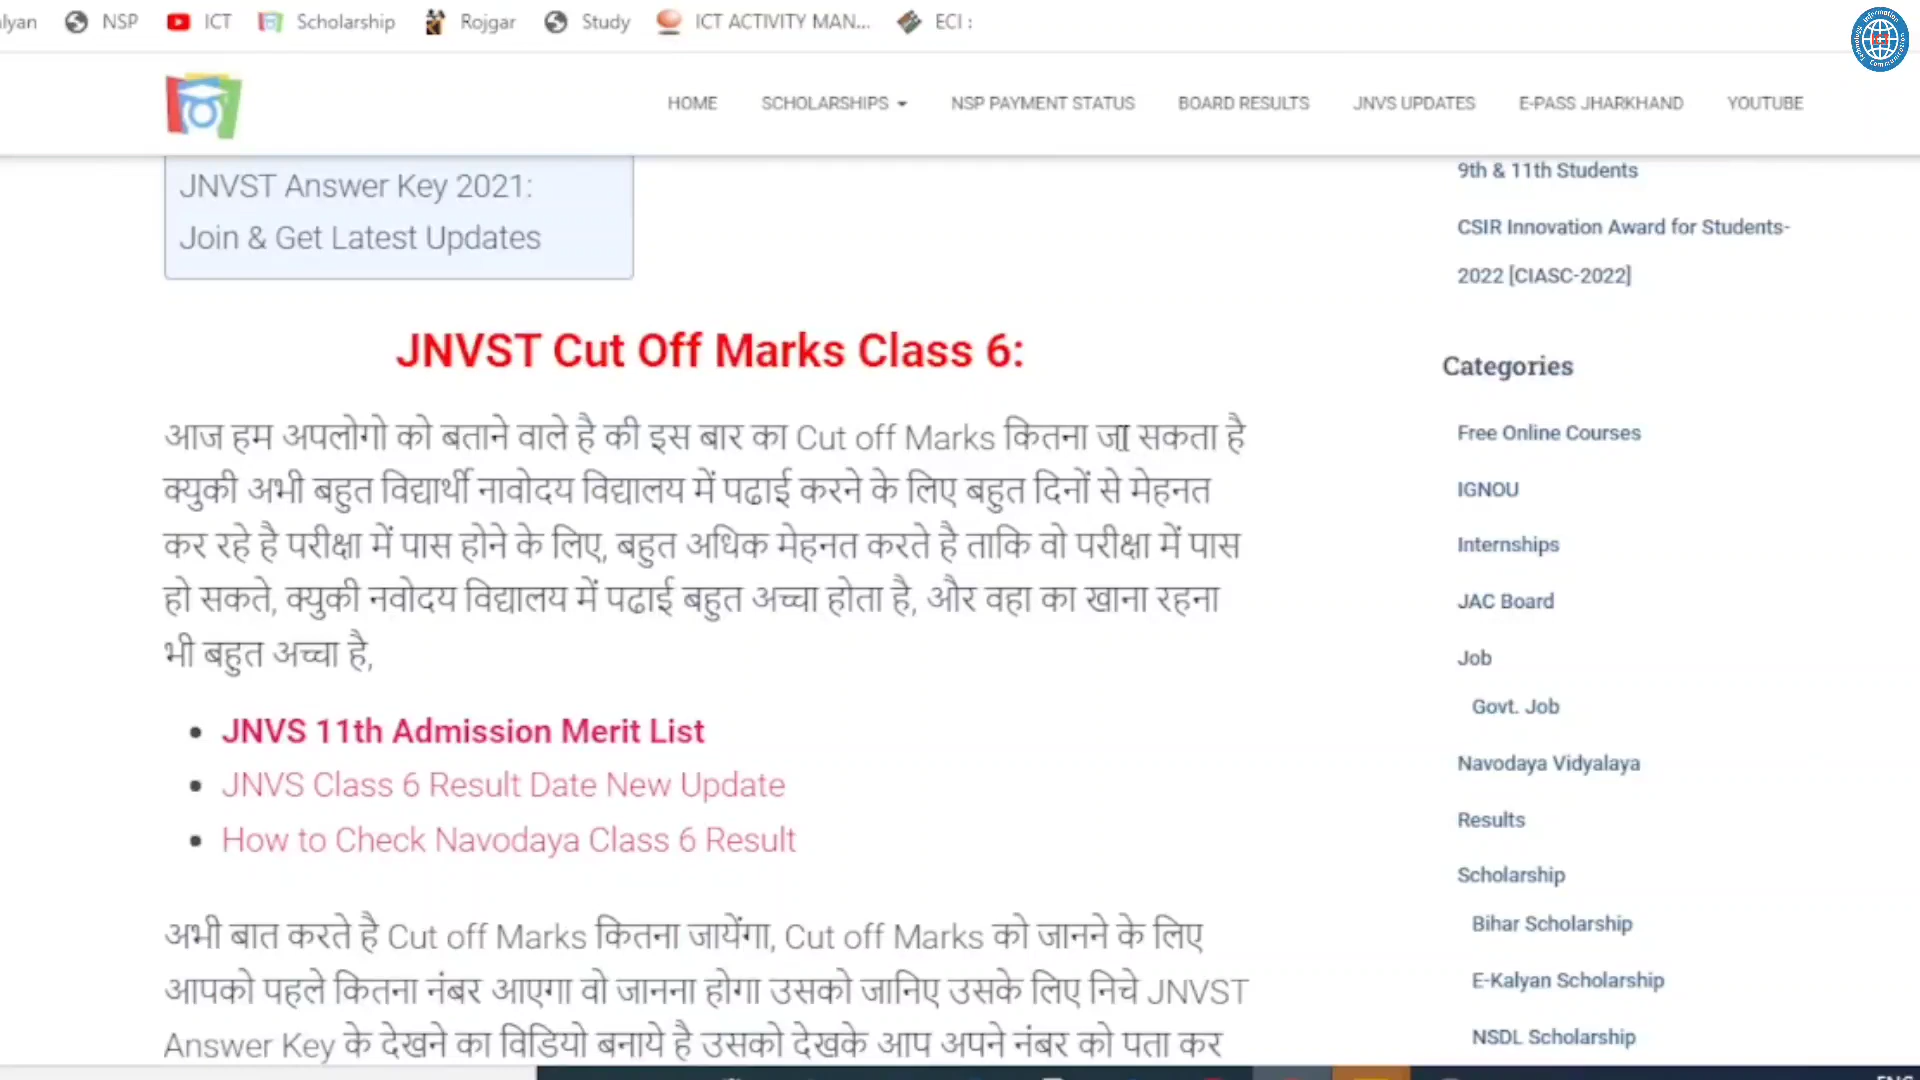 lyan NSP ICT Scholarship Rojgar Study ICT ACTIVITY MAN... ECI :
HOME SCHOLARSHIPS NSP PAYMENT STATUS BOARD RESULTS JNVS UPDATES E-PASS JHARKHAND YOUTUBE
JNVST Answer Key 2021:
Join & Get Latest Updates
JNVST Cut Off Marks Class 6:
आज हम अपलोगो को बताने वाले है की इस बार का Cut off Marks कितना जा सकता है
क्युकी अभी बहुत विद्यार्थी नावोदय विद्यालय में पढाई करने के लिए बहुत दिनों से मेहनत
कर रहे है परीक्षा में पास होने के लिए, बहुत अधिक मेहनत करते है ताकि वो परीक्षा में पास
हो सकते, क्युकी नवोदय विद्यालय में पढाई बहुत अच्चा होता है, और वहा का खाना रहना
भी बहुत अच्चा है,
JNVS 11th Admission Merit List
JNVS Class 6 Result Date New Update
How to Check Navodaya Class 6 Result
अभी बात करते है Cut off Marks कितना जायेंगा, Cut off Marks को जानने के लिए
आपको पहले कितना नंबर आएगा वो जानना होगा उसको जानिए उसके लिए निचे JNVST
Answer Key के देखने का विडियो बनाये है उसको देखके आप अपने नंबर को पता कर
9th & 11th Students
CSIR Innovation Award for Students-
2022 [CIASC-2022]
Categories
Free Online Courses
IGNOU
Internships
JAC Board
Job
Govt. Job
Navodaya Vidyalaya
Results
Scholarship
Bihar Scholarship
E-Kalyan Scholarship
NSDL Scholarship
Information
Communication